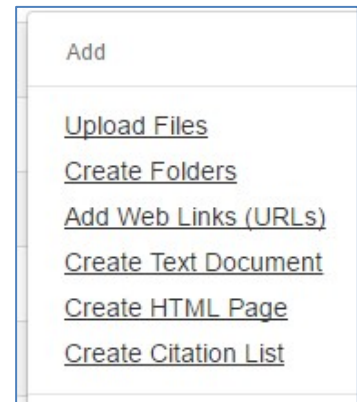 Add
Upload Files
Create Folders
Add Web Links (URLs)
Create Text Document
Create HTML Page
Create Citation List